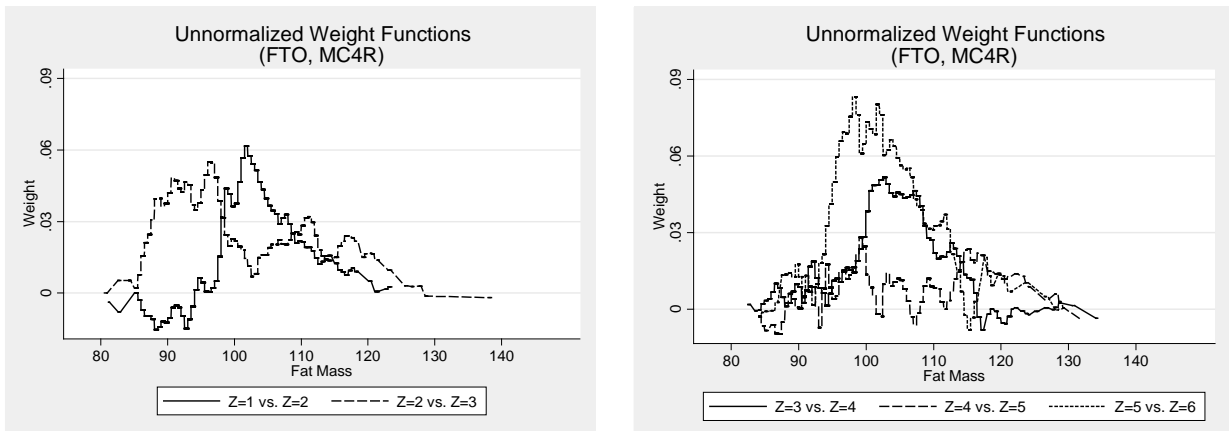 Unnormalized Weight Functions
(FTO, MC4R)
.09
.06
.03
0
Weight
80 90 100 110 120 130 140
Fat Mass
Z=1 vs. Z=2 Z=2 vs. Z=3
Unnormalized Weight Functions
(FTO, MC4R)
.09
.06
.03
0
Weight
80 90 100 110 120 130 140
Fat Mass
Z=3 vs. Z=4 Z=4 vs. Z=5 Z=5 vs. Z=6